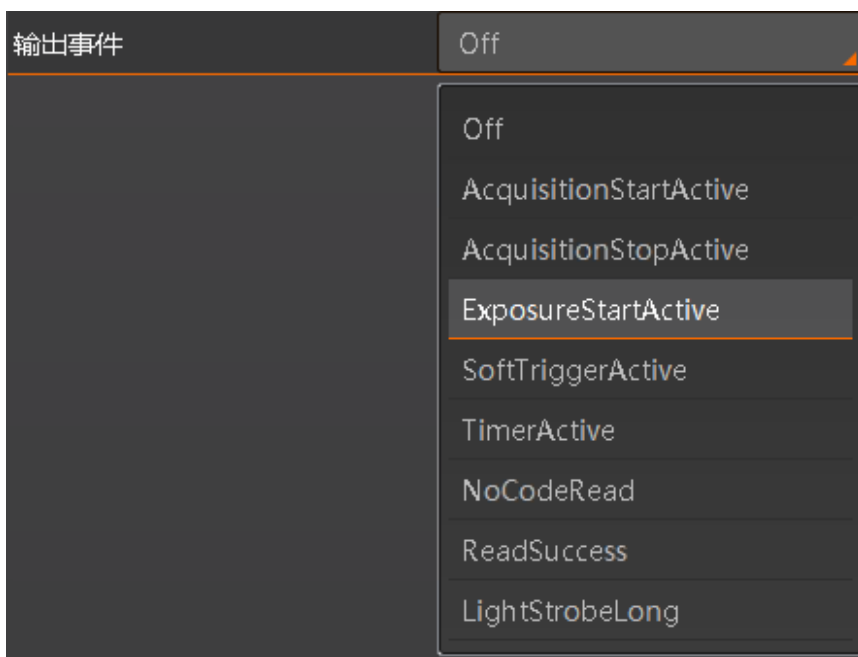 输出事件 Off
Off
AcquisitionStartActive
AcquisitionStopActive
ExposureStartActive
SoftTriggerActive
TimerActive
NoCodeRead
ReadSuccess
LightStrobeLong